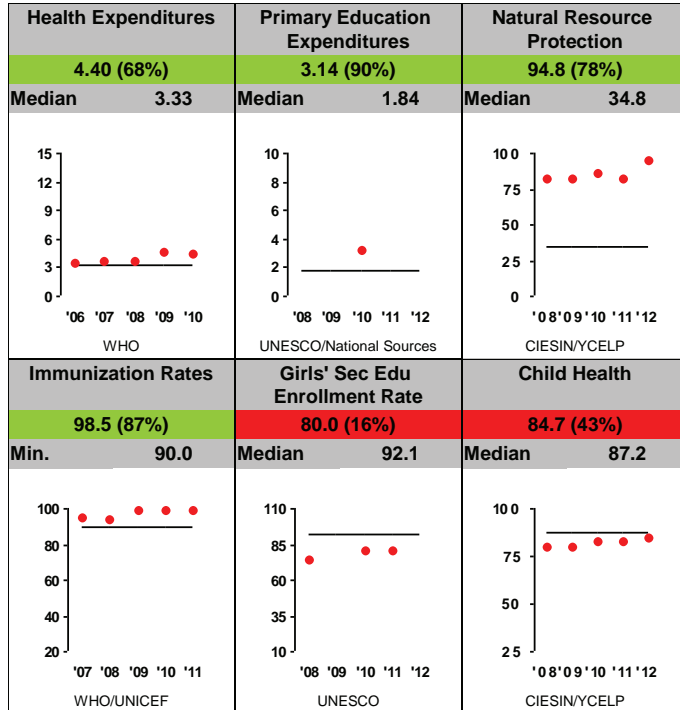 Health Expenditures
4.40 (68%)
Median 3.33
15
12
9
6
3
0
'06 '07 '08 '09 '10
WHO
Primary Education
Expenditures
3.14 (90%)
Median 1.84
10
8
6
4
2
0
'08 '09 '10 '11 '12
UNESCO/National Sources
Natural Resource
Protection
94.8 (78%)
Median 34.8
100
75
50
25
0
'08 '09 '10 '11 '12
CIESIN/YCELP
Immunization Rates
98.5 (87%)
Min. 90.0
100
80
60
40
20
'07 '08 '09 '10 '11
WHO/UNICEF
Girls' Sec Edu
Enrollment Rate
80.0 (16%)
Median 92.1
110
85
60
35
10
'08 '09 '10 '11 '12
UNESCO
Child Health
84.7 (43%)
Median 87.2
100
75
50
25
'08 '09 '10 '11 '12
CIESIN/YCELP